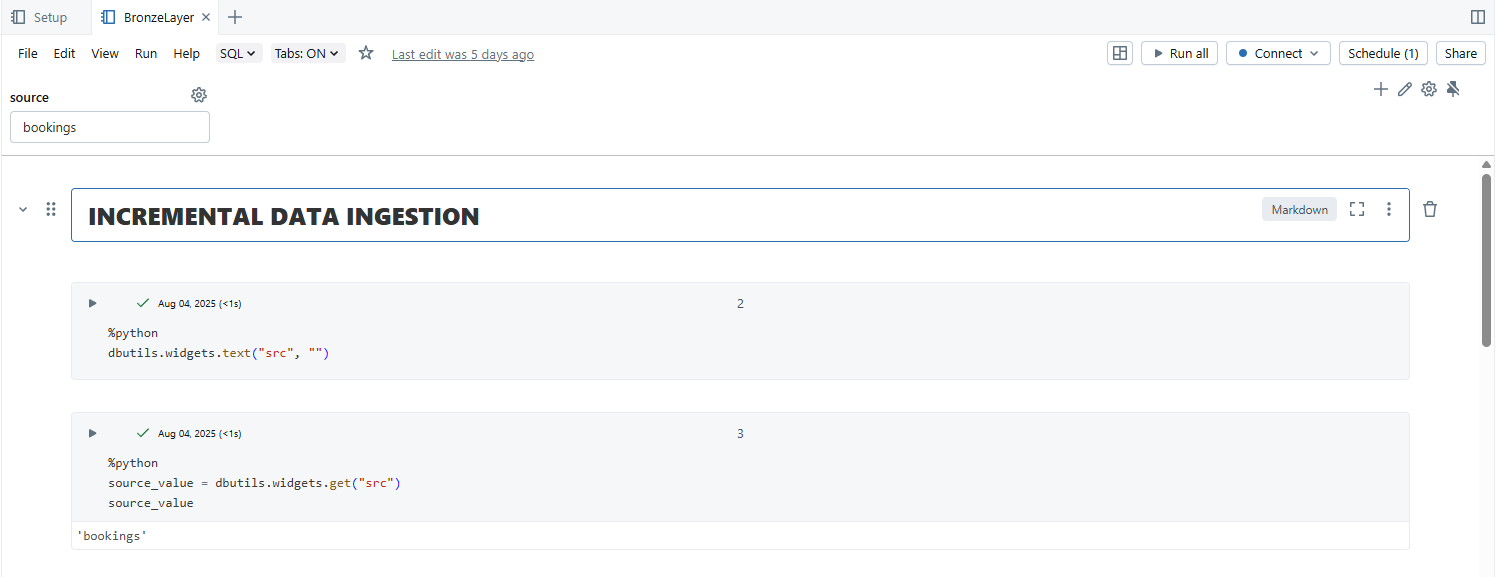 Setup
BronzeLayer
File Edit View Run Help SQL Tabs: ON Last edit was 5 days ago Run all Connect Schedule (1) Share
source
bookings
INCREMENTAL DATA INGESTION
Markdown
Aug 04, 2025 (<1s)
2
%python
dbutils.widgets.text("src", "")
Aug 04, 2025 (<1s)
3
%python
source_value = dbutils.widgets.get("src")
source_value
'bookings'